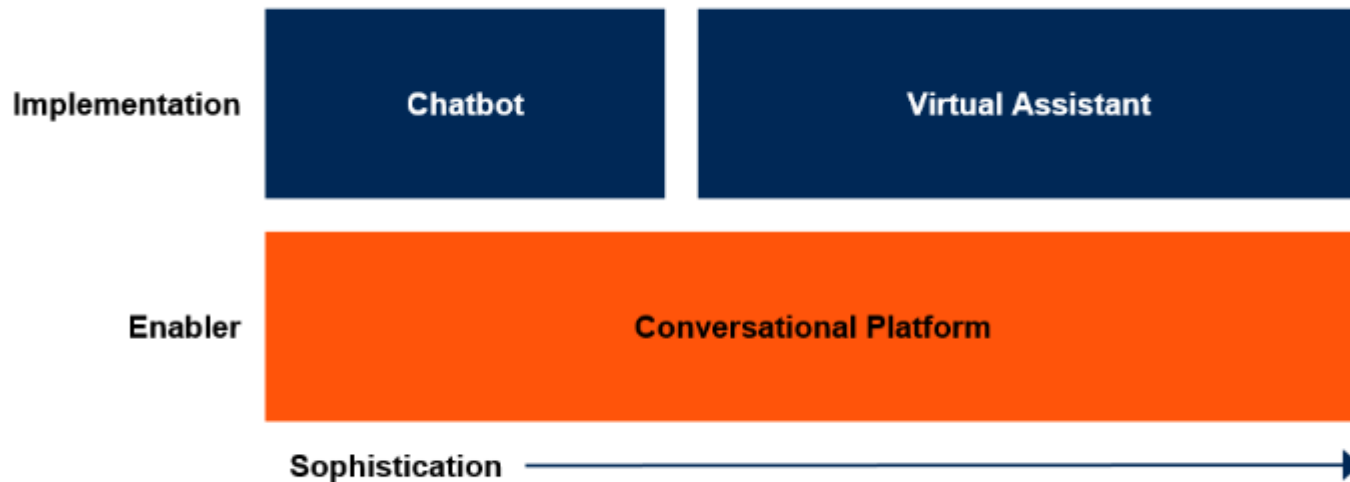 Implementation
Chatbot
Virtual Assistant
Enabler
Conversational Platform
Sophistication